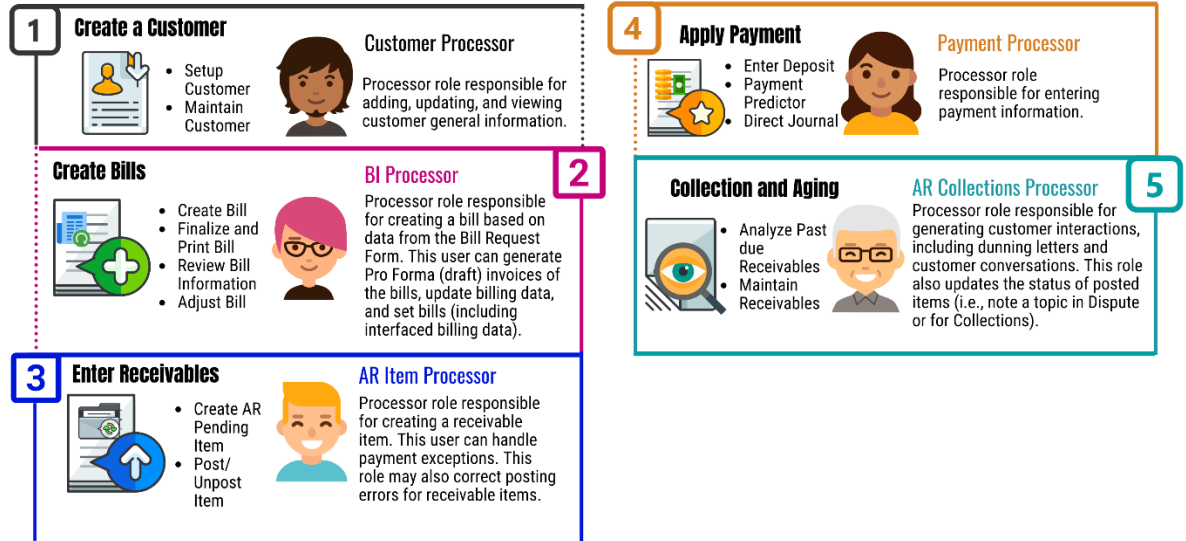 1
Create a Customer
• Setup
Customer
• Maintain
Customer
Customer Processor
Processor role responsible for
adding, updating, and viewing
customer general information.
2
Create Bills
• Create Bill
• Finalize and
Print Bill
• Review Bill
Information
• Adjust Bill
BI Processor
Processor role responsible
for creating a bill based on
data from the Bill Request
Form. This user can generate
Pro Forma (draft) invoices of
the bills, update billing data,
and set bills (including
interfaced billing data).
3
Enter Receivables
• Create AR
Pending
Item
• Post/
Unpost
Item
AR Item Processor
Processor role responsible
for creating a receivable
item. This user can handle
payment exceptions. This
role may also correct posting
errors for receivable items.
4
Apply Payment
• Enter Deposit
• Payment
Predictor
• Direct Journal
Payment Processor
Processor role
responsible for entering
payment information.
5
Collection and Aging
• Analyze Past
due
Receivables
• Maintain
Receivables
AR Collections Processor
Processor role responsible for
generating customer interactions,
including dunning letters and
customer conversations. This role
also updates the status of posted
items (i.e., note a topic in Dispute
or for Collections).